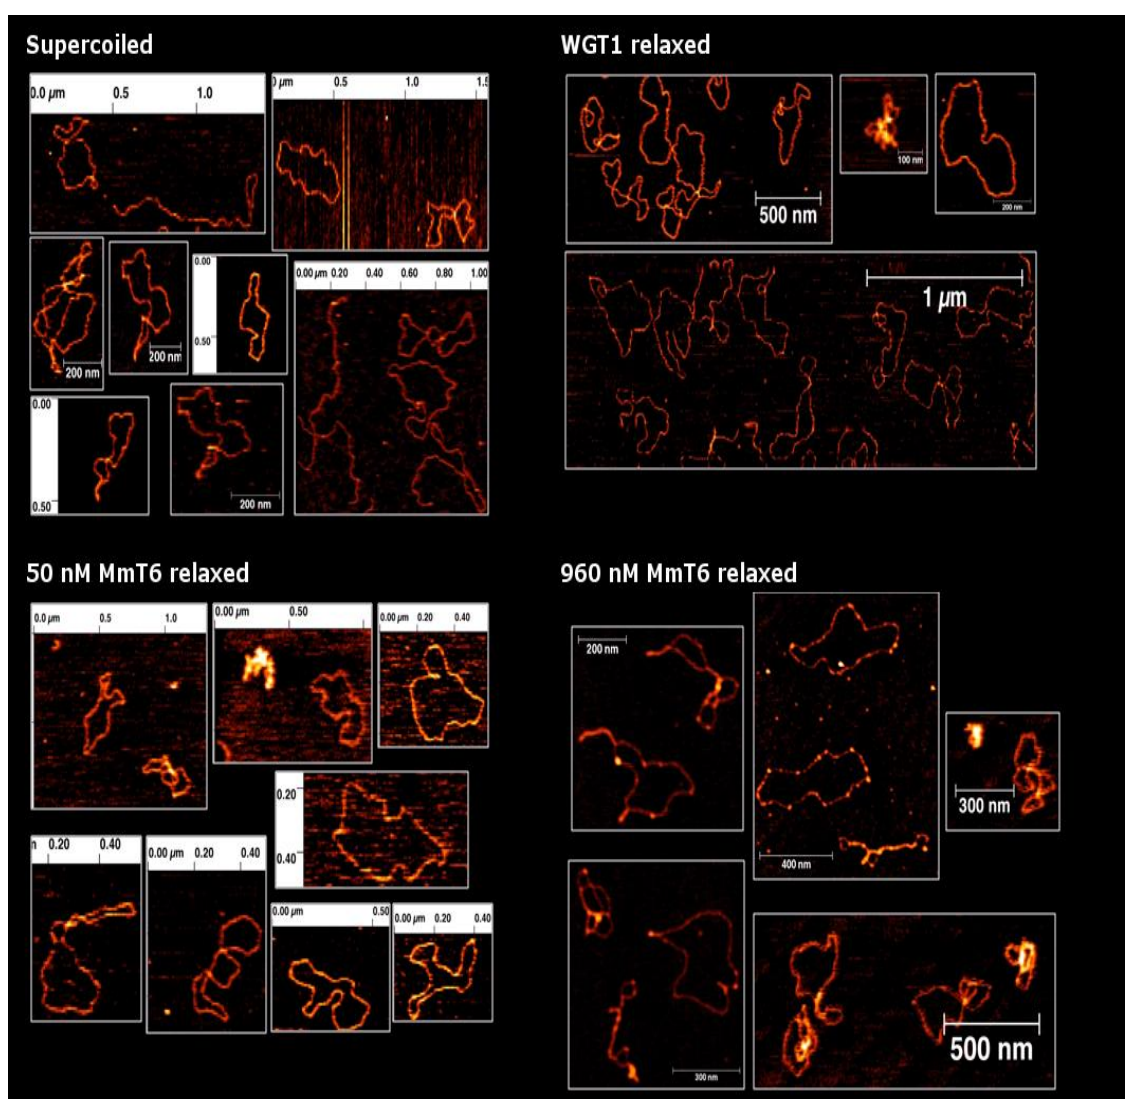 Supercoiled
0.0 µm 0.5 1.0
0 µm 0.5 1.0 1.5
200 nm
200 nm
0.00
0.50
0.00 µm 0.20 0.40 0.60 0.80 1.00
0.00
0.50
200 nm
WGT1 relaxed
500 nm
100 nm
200 nm
1 µm
50 nM MmT6 relaxed
0.0 µm 0.5 1.0
0.00 µm 0.50
0.00 µm 0.20 0.40
0.20
0.40
n 0.20 0.40
0.00 µm 0.20 0.40
0.00 µm 0.50
0.00 µm 0.20 0.40
960 nM MmT6 relaxed
200 nm
400 nm
300 nm
300 nm
500 nm